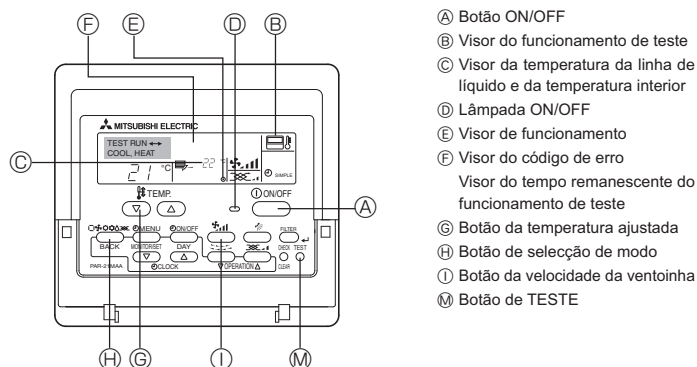 Ⓕ Ⓔ Ⓓ Ⓑ
MITSUBISHI ELECTRIC
TEST RUN
COOL, HEAT
Ⓒ
21 °C
22 °C
SIMPLE
TEMP.
ON/OFF
Ⓐ
MENU ON/OFF FILTER
BACK MONITOR/SET DAY CHECK TEST
PAR-21MAA CLOCK OPERATION CLEAR
Ⓗ Ⓖ Ⓘ Ⓜ
Ⓐ Botão ON/OFF
Ⓑ Visor do funcionamento de teste
Ⓒ Visor da temperatura da linha de
líquido e da temperatura interior
Ⓓ Lâmpada ON/OFF
Ⓔ Visor de funcionamento
Ⓕ Visor do código de erro
Visor do tempo remanescente do
funcionamento de teste
Ⓖ Botão da temperatura ajustada
Ⓗ Botão de selecção de modo
Ⓘ Botão da velocidade da ventoinha
Ⓜ Botão de TESTE